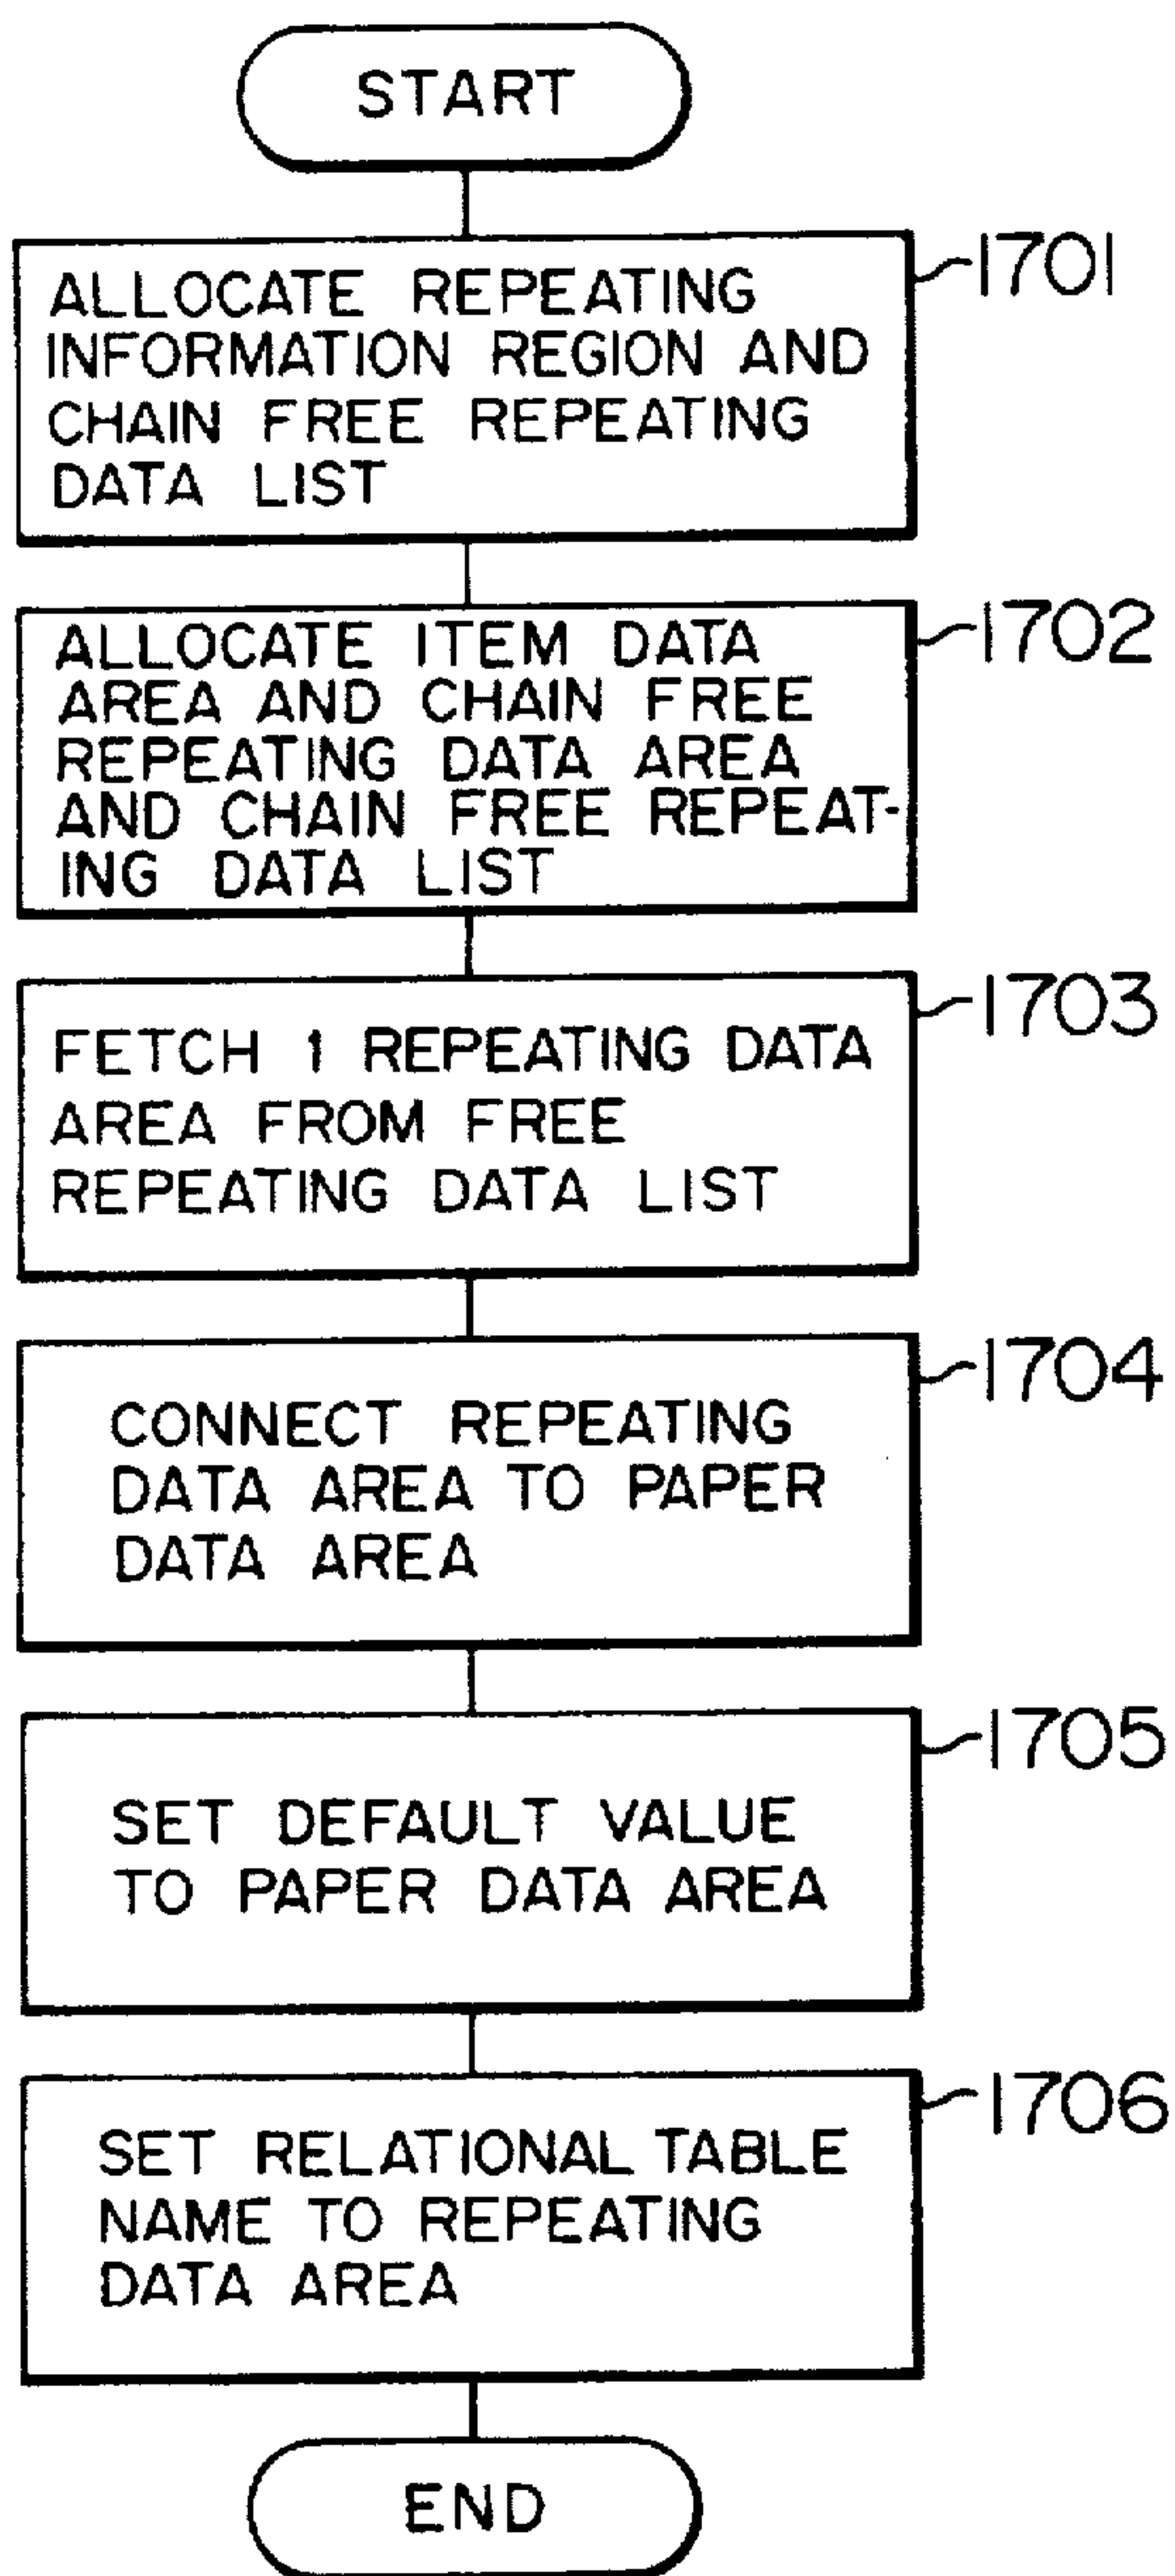 START
1701
ALLOCATE REPEATING
INFORMATION REGION AND
CHAIN FREE REPEATING
DATA LIST
1702
ALLOCATE ITEM DATA
AREA AND CHAIN FREE
REPEATING DATA AREA
AND CHAIN FREE REPEAT-
ING DATA LIST
1703
FETCH 1 REPEATING DATA
AREA FROM FREE
REPEATING DATA LIST
1704
CONNECT REPEATING
DATA AREA TO PAPER
DATA AREA
1705
SET DEFAULT VALUE
TO PAPER DATA AREA
1706
SET RELATIONAL TABLE
NAME TO REPEATING
DATA AREA
END